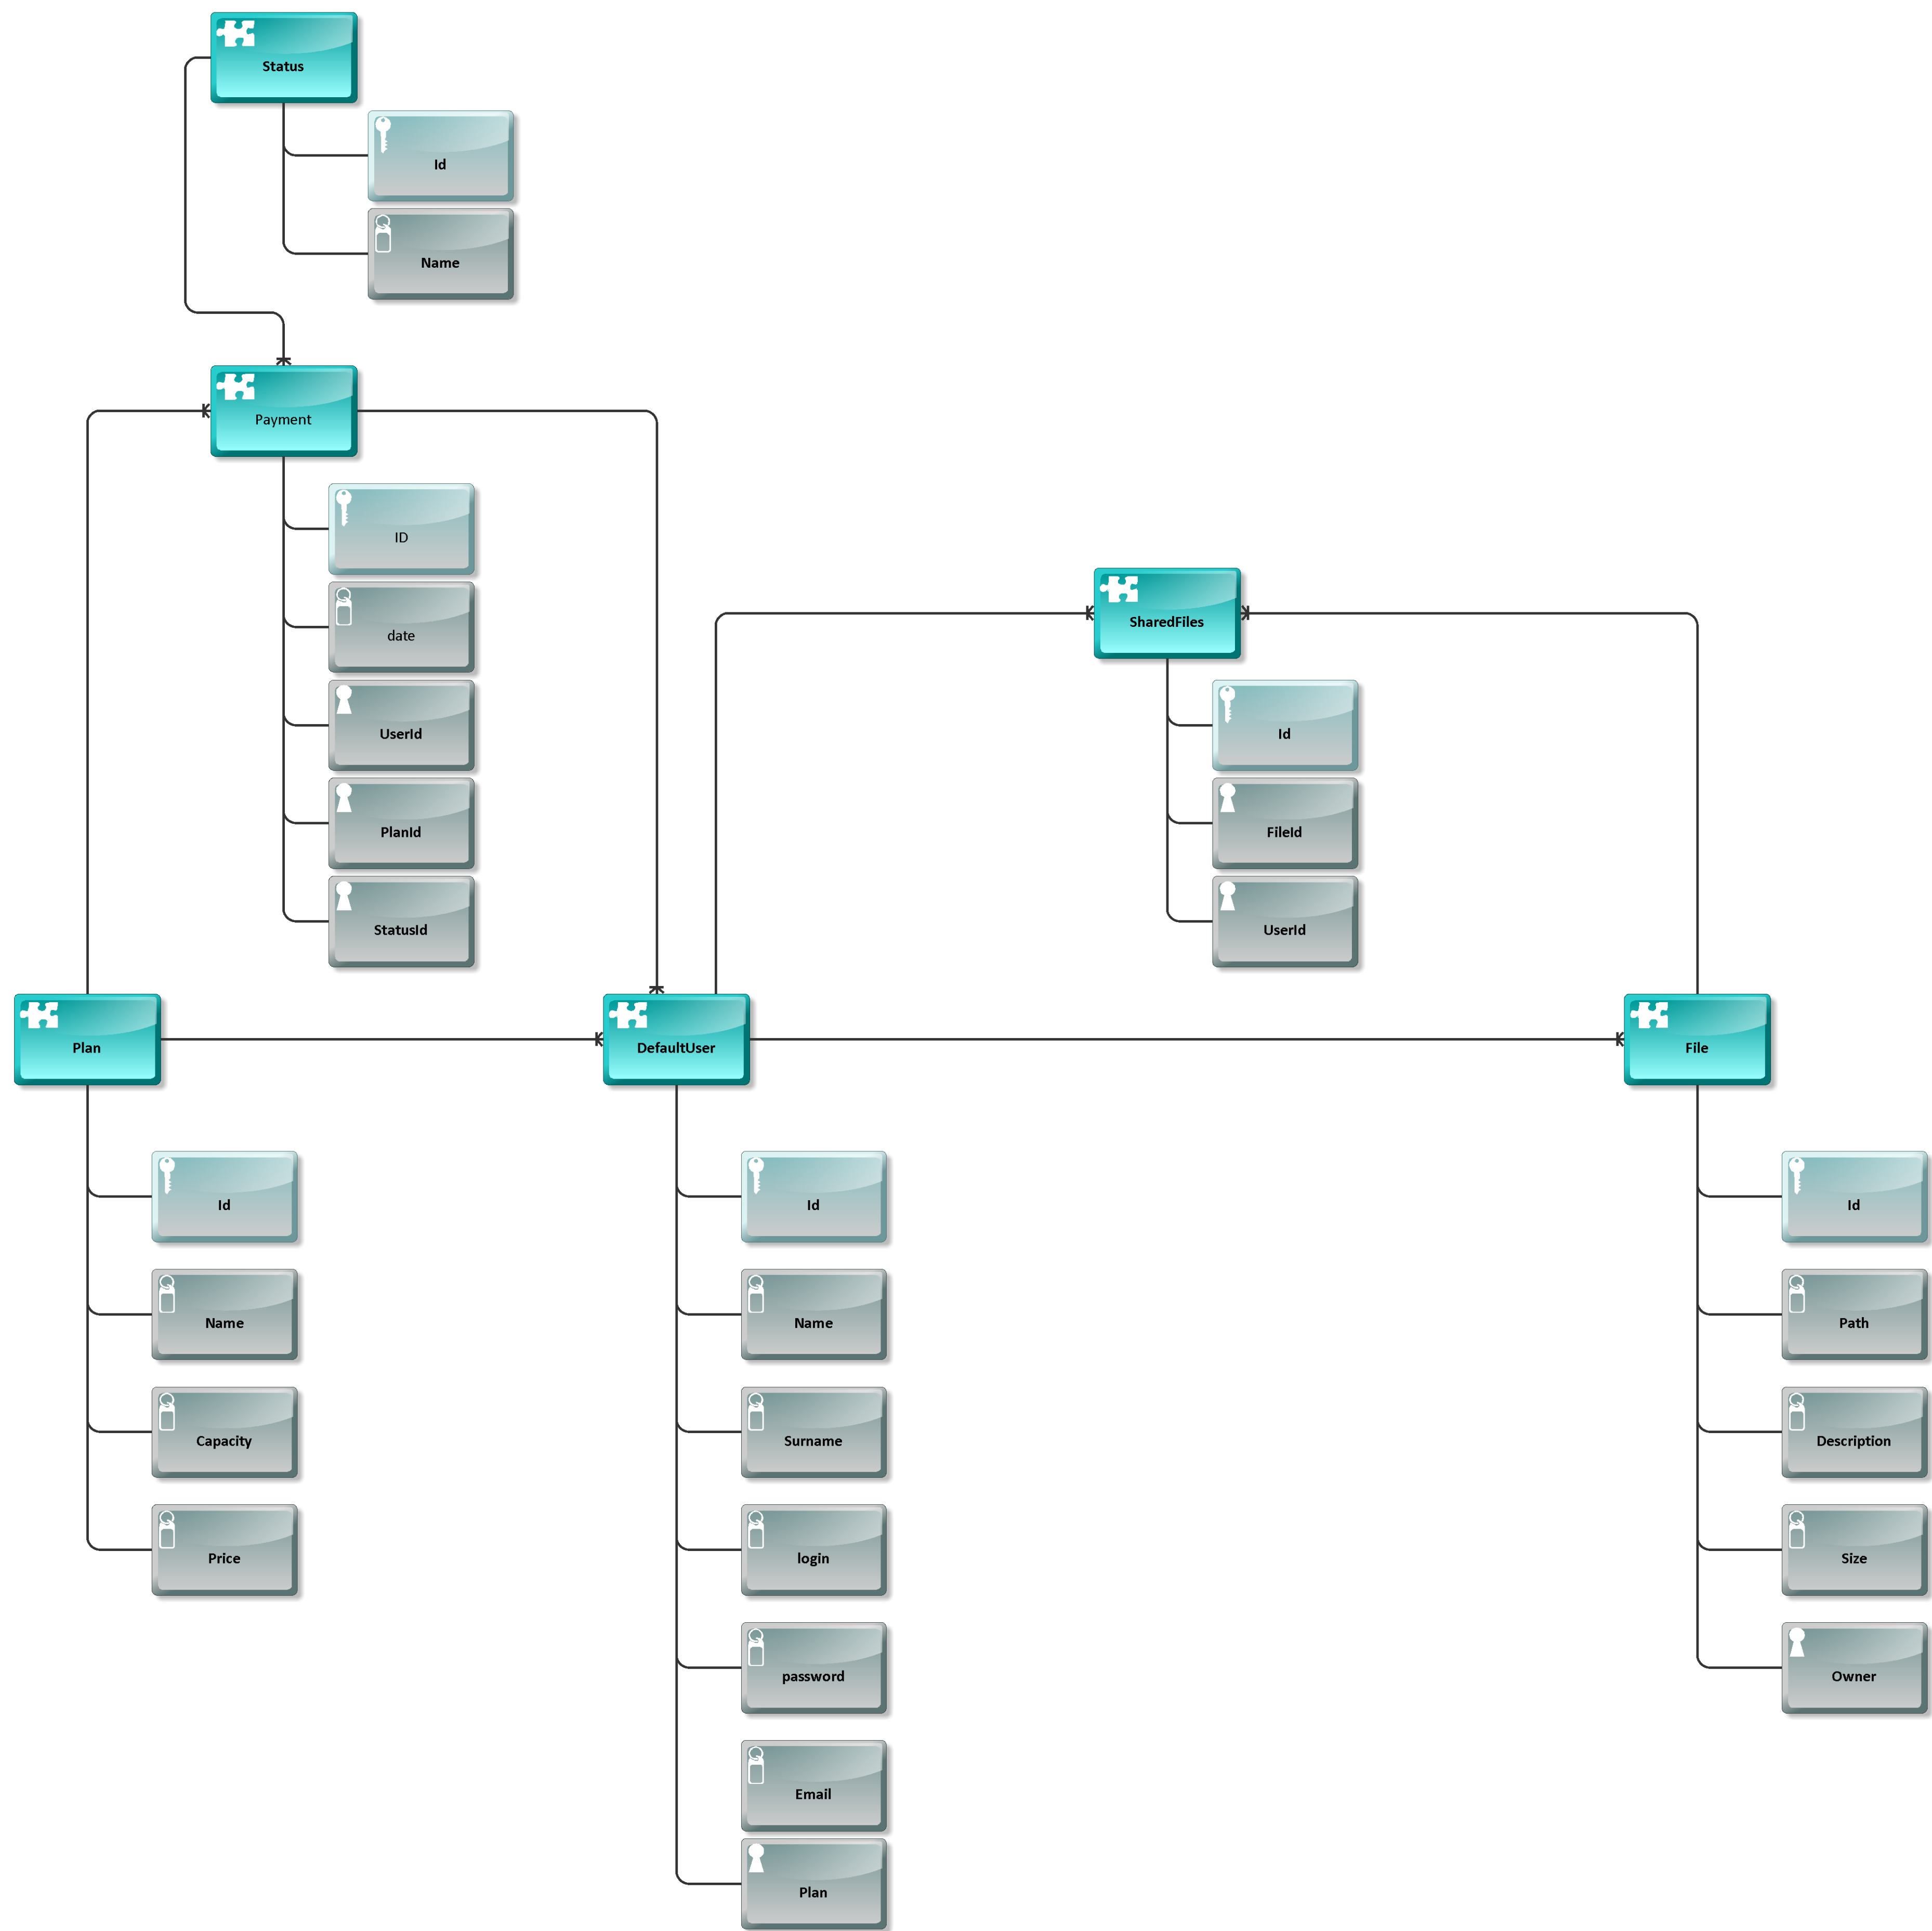 Status
Id
Name
Payment
ID
date
UserId
PlanId
StatusId
SharedFiles
Id
FileId
UserId
Plan
DefaultUser
File
Id
Name
Capacity
Price
Id
Name
Surname
login
password
Email
Plan
Id
Path
Description
Size
Owner